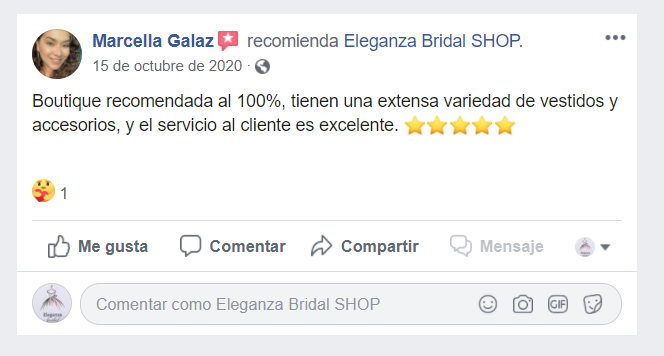 Marcella Galaz recomienda Eleganza Bridal SHOP.
15 de octubre de 2020 ·
Boutique recomendada al 100%, tienen una extensa variedad de vestidos y
accesorios, y el servicio al cliente es excelente. ⭐⭐⭐⭐⭐
1
Me gusta Comentar Compartir Mensaje
Comentar como Eleganza Bridal SHOP GIF